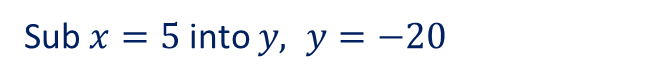 Sub x = 5 into y, y = −20